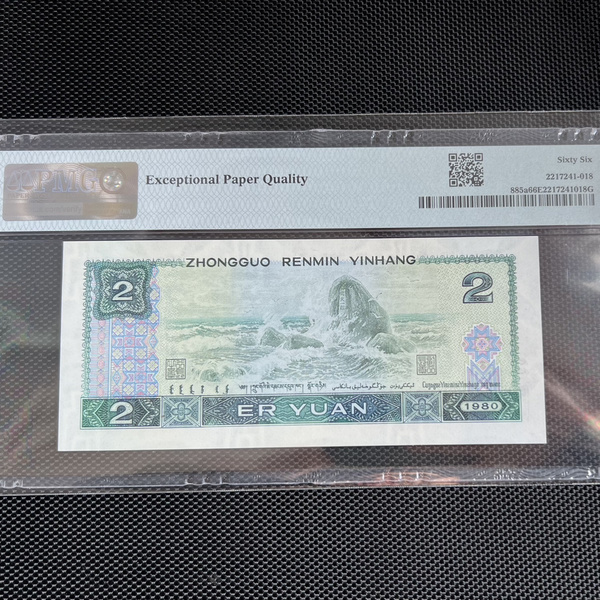 PMG
Exceptional Paper Quality
Sixty Six
2217241-018
885a66E2217241018G
ZHONGGUO RENMIN YINHANG
2
2
2
ER YUAN
1980